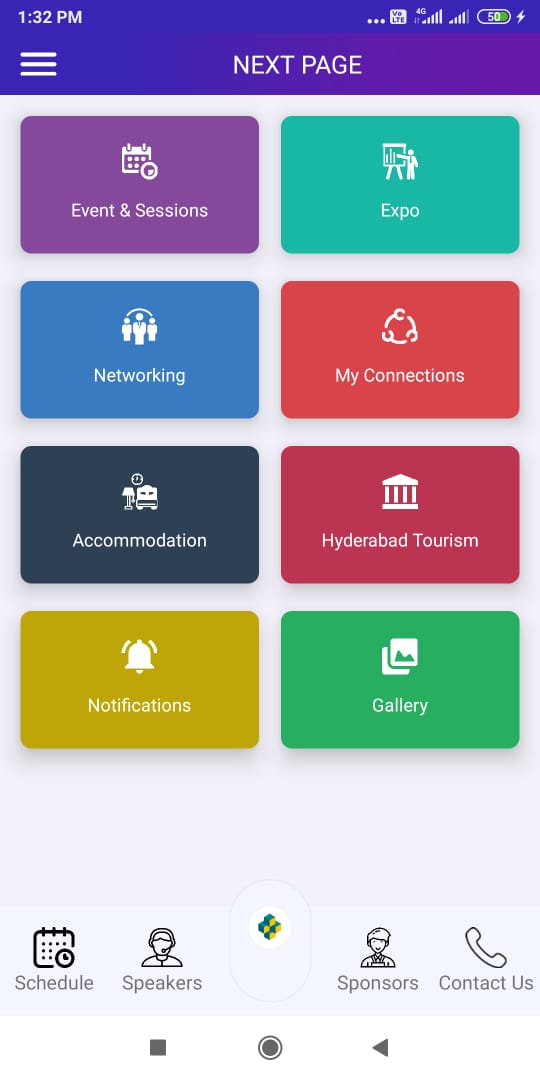 1:32 PM
Vo LTE
4G
50
NEXT PAGE
Event & Sessions
Expo
Networking
My Connections
Accommodation
Hyderabad Tourism
Notifications
Gallery
Schedule
Speakers
Sponsors
Contact Us